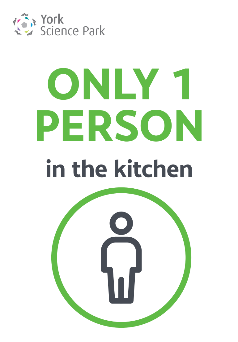 York
Science Park
ONLY 1
PERSON
in the kitchen